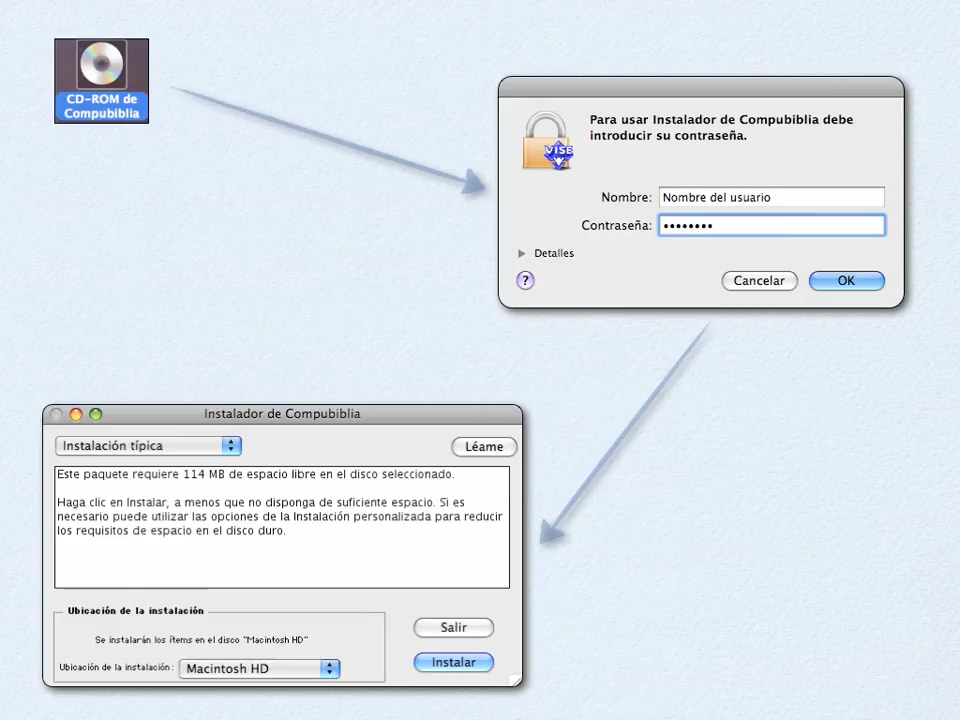 CD-ROM de
Compubiblia
Para usar Instalador de Compubiblia debe
introducir su contraseña.
VISE
Nombre: Nombre del usuario
Contraseña: ••••••••
Detalles
?
Cancelar
OK
Instalador de Compubiblia
Instalación típica
Léame
Este paquete requiere 114 MB de espacio libre en el disco seleccionado.
Haga clic en Instalar, a menos que no disponga de suficiente espacio. Si es
necesario puede utilizar las opciones de la Instalación personalizada para reducir
los requisitos de espacio en el disco duro.
Ubicación de la instalación
Se instalarán los ítems en el disco "Macintosh HD"
Ubicación de la instalación: Macintosh HD
Salir
Instalar